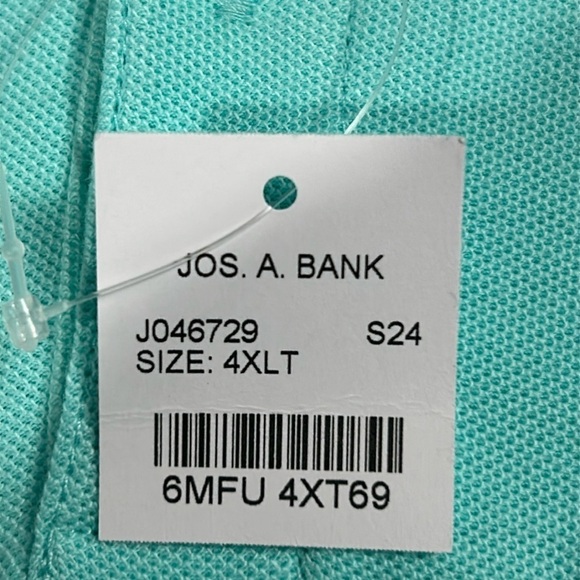 JOS. A. BANK
J046729 S24
SIZE: 4XLT
6MFU 4XT69